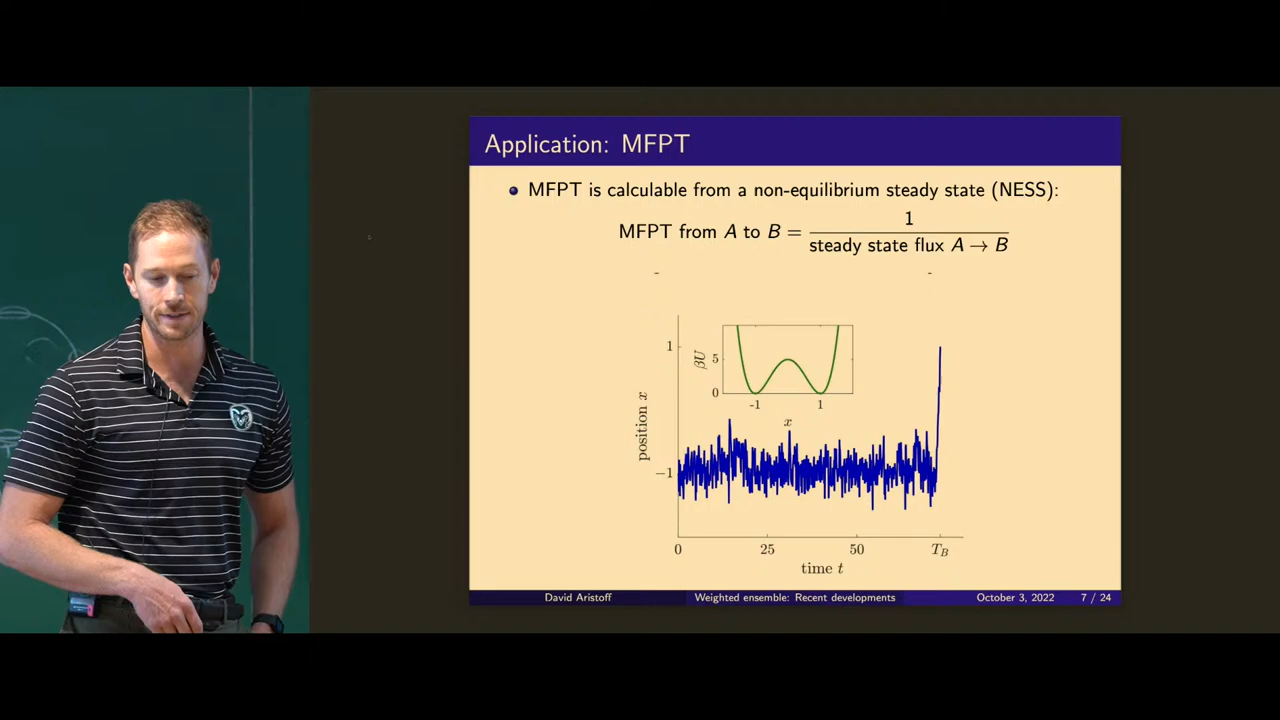 Application: MFPT
MFPT is calculable from a non-equilibrium steady state (NESS):
MFPT from A to B = 1 / steady state flux A → B
1
−1
position x
βU
5
0
-1 1
x
0 25 50 T_B
time t
David Aristoff Weighted ensemble: Recent developments October 3, 2022 7 / 24